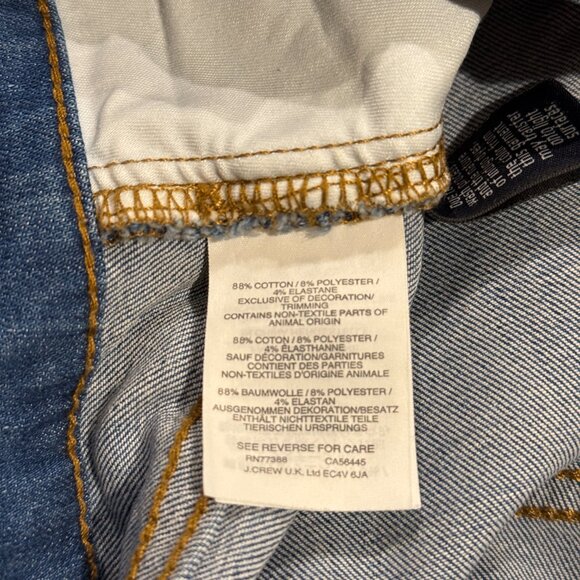 88% COTTON / 8% POLYESTER /
4% ELASTANE
EXCLUSIVE OF DECORATION/
TRIMMING
CONTAINS NON-TEXTILE PARTS OF
ANIMAL ORIGIN
88% COTON / 8% POLYESTER /
4% ÉLASTHANNE
SAUF DÉCORATION/GARNITURES
CONTIENT DES PARTIES
NON-TEXTILES D'ORIGINE ANIMALE
88% BAUMWOLLE / 8% POLYESTER /
4% ELASTAN
AUSGENOMMEN DEKORATION/BESATZ
ENTHÄLT NICHTTEXTILE TEILE
TIERISCHEN URSPRUNGS
SEE REVERSE FOR CARE
RN77388 CA56445
J.CREW U.K. Ltd EC4V 6JA